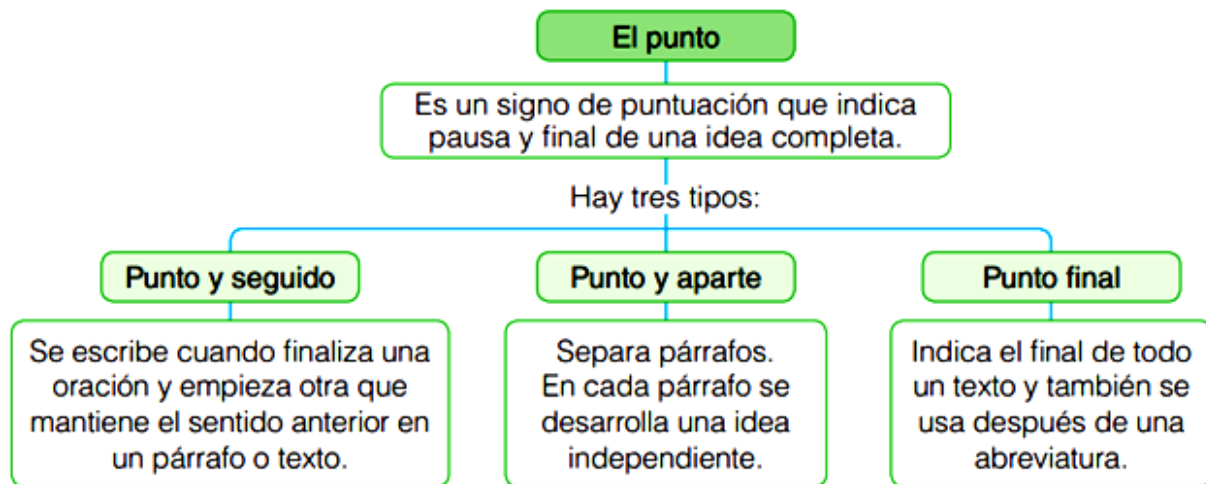 El punto
Es un signo de puntuación que indica
pausa y final de una idea completa.
Hay tres tipos:
Punto y seguido
Se escribe cuando finaliza una
oración y empieza otra que
mantiene el sentido anterior en
un párrafo o texto.
Punto y aparte
Separa párrafos.
En cada párrafo se
desarrolla una idea
independiente.
Punto final
Indica el final de todo
un texto y también se
usa después de una
abreviatura.